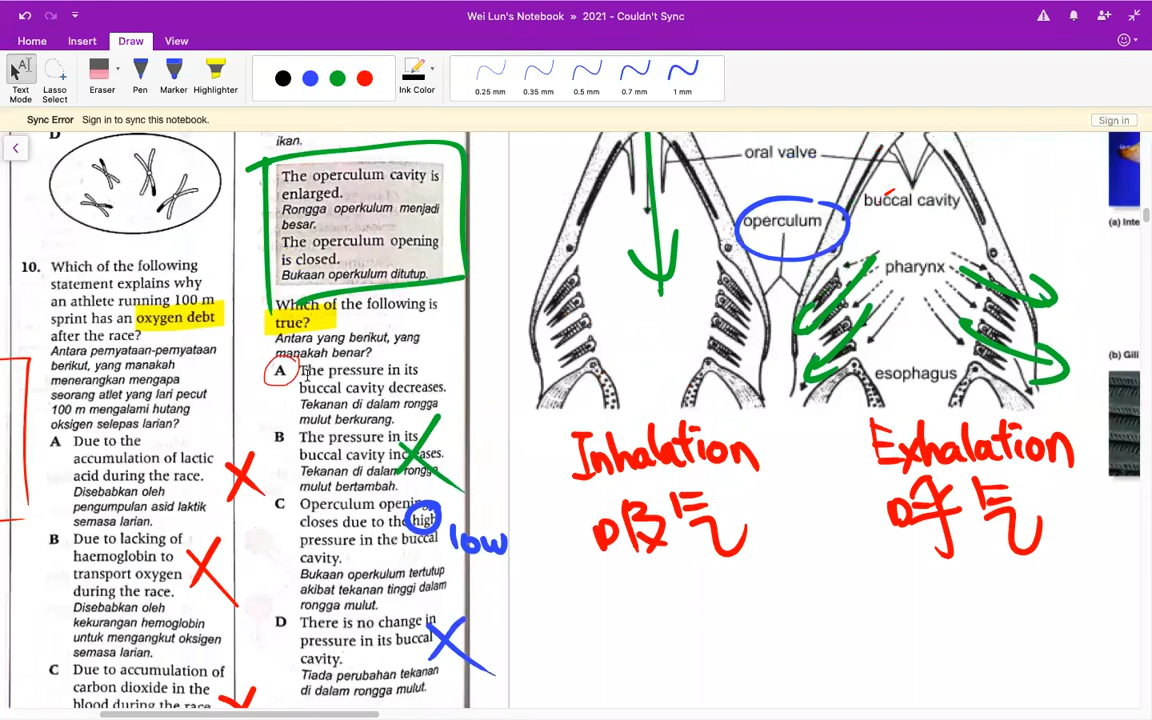 Wei Lun's Notebook » 2021 - Couldn't Sync
Home Insert Draw View
Text Mode
Lasso Select
Eraser
Pen
Marker
Highlighter
Ink Color
0.25 mm 0.35 mm 0.5 mm 0.7 mm 1 mm
Sync Error Sign in to sync this notebook.
Sign in
D
10. Which of the following
statement explains why
an athlete running 100 m
sprint has an oxygen debt
after the race?
Antara pernyataan-pernyataan
berikut, yang manakah
menerangkan mengapa
seorang atlet yang lari pecut
100 m mengalami hutang
oksigen selepas larian?
A Due to the
accumulation of lactic
acid during the race.
Disebabkan oleh
pengumpulan asid laktik
semasa larian.
B Due to lacking of
haemoglobin to
transport oxygen
during the race.
Disebabkan oleh
kekurangan hemoglobin
untuk mengangkut oksigen
semasa larian.
C Due to accumulation of
carbon dioxide in the
blood during the race
ikan.
The operculum cavity is
enlarged.
Rongga operkulum menjadi
besar.
The operculum opening
is closed.
Bukaan operkulum ditutup.
Which of the following is
true?
Antara yang berikut, yang
manakah benar?
A The pressure in its
buccal cavity decreases.
Tekanan di dalam rongga
mulut berkurang.
B The pressure in its
buccal cavity increases.
Tekanan di dalam rongga
mulut bertambah.
C Operculum opening
closes due to the high
low
pressure in the buccal
cavity.
Bukaan operkulum tertutup
akibat tekanan tinggi dalam
rongga mulut.
D There is no change in
pressure in its buccal
cavity.
Tiada perubahan tekanan
di dalam rongga mulut.
oral valve
buccal cavity
operculum
pharynx
esophagus
Inhalation
吸气
Exhalation
呼气
(a) Inte
(b) Gill